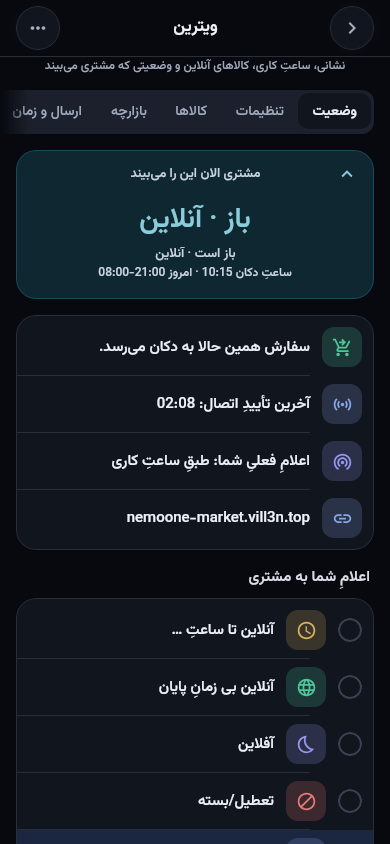 ویترین
نشانی، ساعتِ کاری، کالاهای آنلاین و وضعیتی که مشتری می‌بیند
وضعیت
تنظیمات
کالاها
بازارچه
ارسال و زمان
مشتری الان این را می‌بیند
باز · آنلاین
باز است · آنلاین
ساعتِ دکان 10:15 · امروز 21:00–08:00
سفارش همین حالا به دکان می‌رسد.
آخرین تأییدِ اتصال: 02:08
اعلامِ فعلیِ شما: طبقِ ساعتِ کاری
nemoone-market.vill3n.top
اعلامِ شما به مشتری
آنلاین تا ساعتِ ...
آنلاین بی زمانِ پایان
آفلاین
تعطیل/بسته